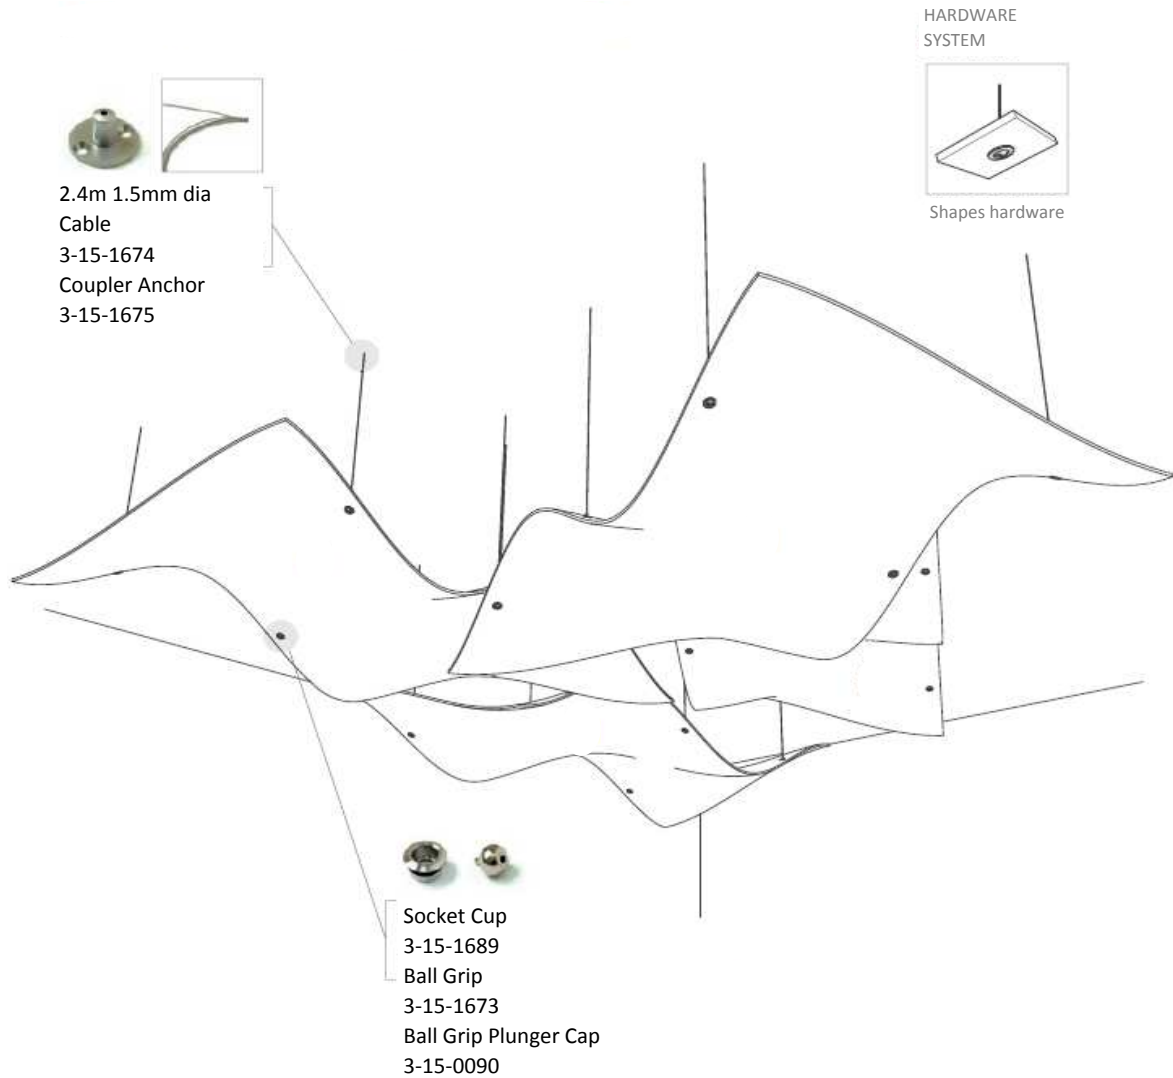 HARDWARE
SYSTEM
Shapes hardware
2.4m 1.5mm dia
Cable
3-15-1674
Coupler Anchor
3-15-1675
Socket Cup
3-15-1689
Ball Grip
3-15-1673
Ball Grip Plunger Cap
3-15-0090